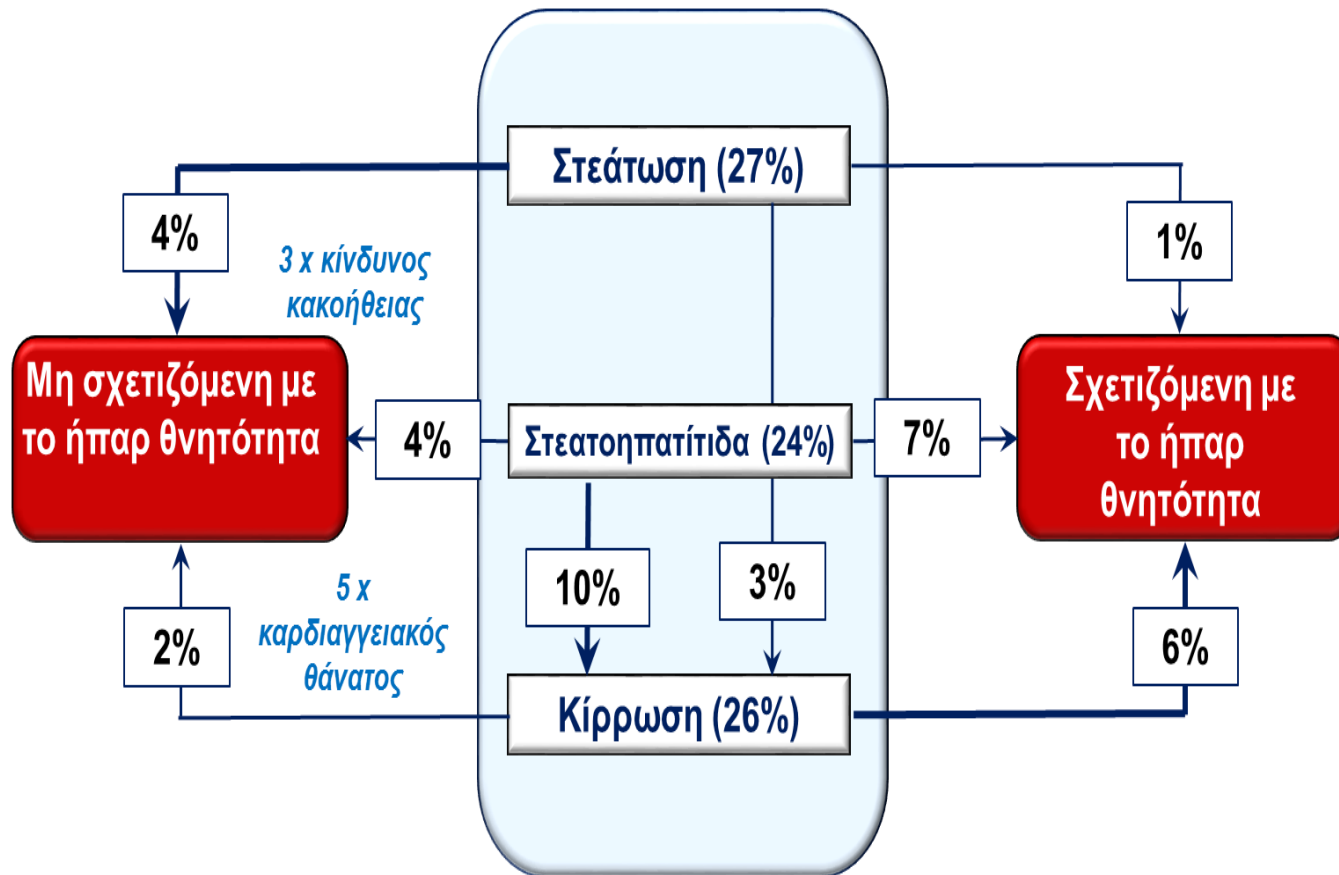 Στεάτωση (27%)
4%
1%
3 x κίνδυνος
κακοήθειας
Μη σχετιζόμενη με
το ήπαρ θνητότητα
Σχετιζόμενη με
το ήπαρ
θνητότητα
4%
Στεατοηπατίτιδα (24%)
7%
10%
3%
5 x
καρδιαγγειακός
θάνατος
2%
6%
Κίρρωση (26%)